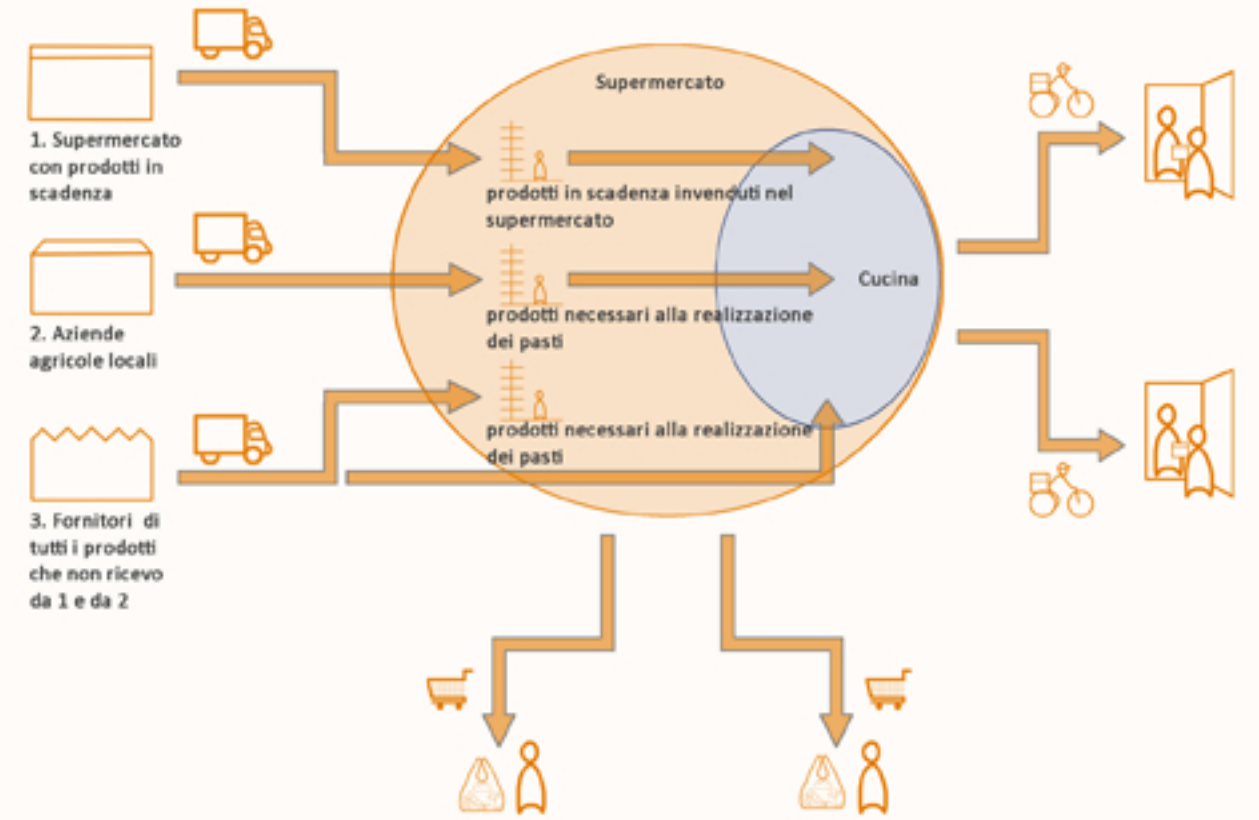 Supermercato
1. Supermercato
con prodotti in
scadenza
prodotti in scadenza invenduti nel
supermercato
2. Aziende
agricole locali
prodotti necessari alla realizzazione
dei pasti
Cucina
3. Fornitori di
tutti i prodotti
che non ricevo
da 1 e da 2
prodotti necessari alla realizzazione
dei pasti